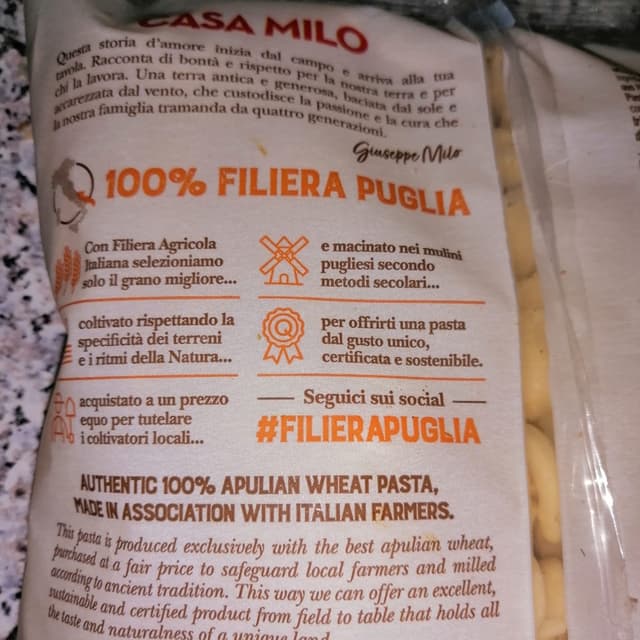 CASA MILO
Questa storia d'amore inizia dal campo e arriva alla tua
tavola. Racconta di bontà e rispetto per la nostra terra e per
chi la lavora. Una terra antica e generosa, baciata dal sole e
accarezzata dal vento, che custodisce la passione e la cura che
la nostra famiglia tramanda da quattro generazioni.
Giuseppe Milo
100% FILIERA PUGLIA
Con Filiera Agricola
Italiana selezioniamo
solo il grano migliore...
e macinato nei mulini
pugliesi secondo
metodi secolari...
coltivato rispettando la
specificità dei terreni
e i ritmi della Natura...
Q
per offrirti una pasta
dal gusto unico,
certificata e sostenibile.
acquistato a un prezzo
equo per tutelare
i coltivatori locali...
Seguici sui social
#FILIERAPUGLIA
AUTHENTIC 100% APULIAN WHEAT PASTA,
MADE IN ASSOCIATION WITH ITALIAN FARMERS.
This pasta is produced exclusively with the best apulian wheat,
purchased at a fair price to safeguard local farmers and milled
according to ancient tradition. This way we can offer an excellent,
sustainable and certified product from field to table that holds all
the taste and naturalness of a unique land.